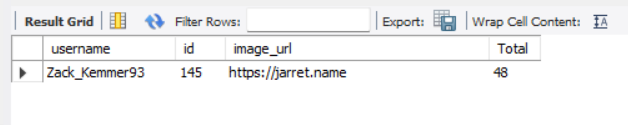 Result Grid Filter Rows: Export: Wrap Cell Content:
username id image_url Total
Zack_Kemmer93 145 https://jarret.name 48